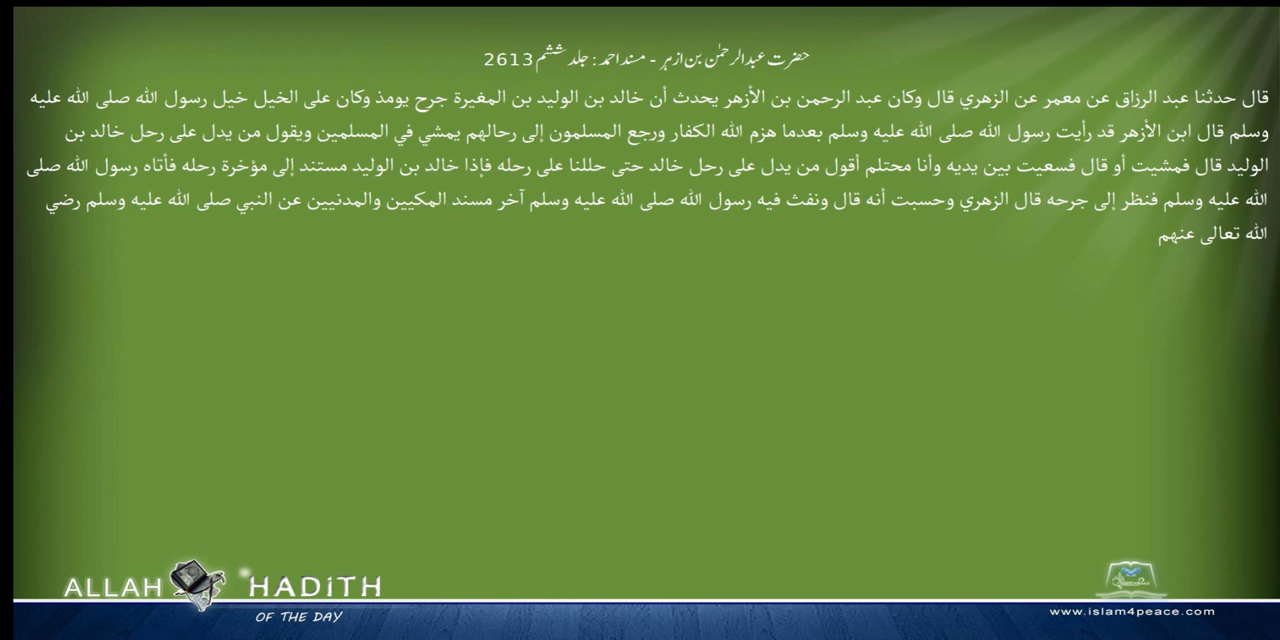 حضرت عبدالرحمٰن بن ازہر - مسند احمد : جلد ششم 2613
قال حدثنا عبد الرزاق عن معمر عن الزهري قال وكان عبد الرحمن بن الأزهر يحدث أن خالد بن الوليد بن المغيرة جرح يومئذ وكان على الخيل خيل رسول الله صلى الله عليه
وسلم قال ابن الأزهر قد رأيت رسول الله صلى الله عليه وسلم بعدما هزم الله الكفار ورجع المسلمون إلى رحالهم يمشي في المسلمين ويقول من يدل على رحل خالد بن
الوليد قال فمشيت أو قال فسعيت بين يديه وأنا محتلم أقول من يدل على رحل خالد حتى حللنا على رحله فإذا خالد بن الوليد مستند إلى مؤخرة رحله فأتاه رسول الله صلى
الله عليه وسلم فنظر إلى جرحه قال الزهري وحسبت أنه قال ونفث فيه رسول الله صلى الله عليه وسلم آخر مسند المكيين والمدنيين عن النبي صلى الله عليه وسلم رضي
الله تعالى عنهم
ALLAH HADITH
OF THE DAY
www.islam4peace.com